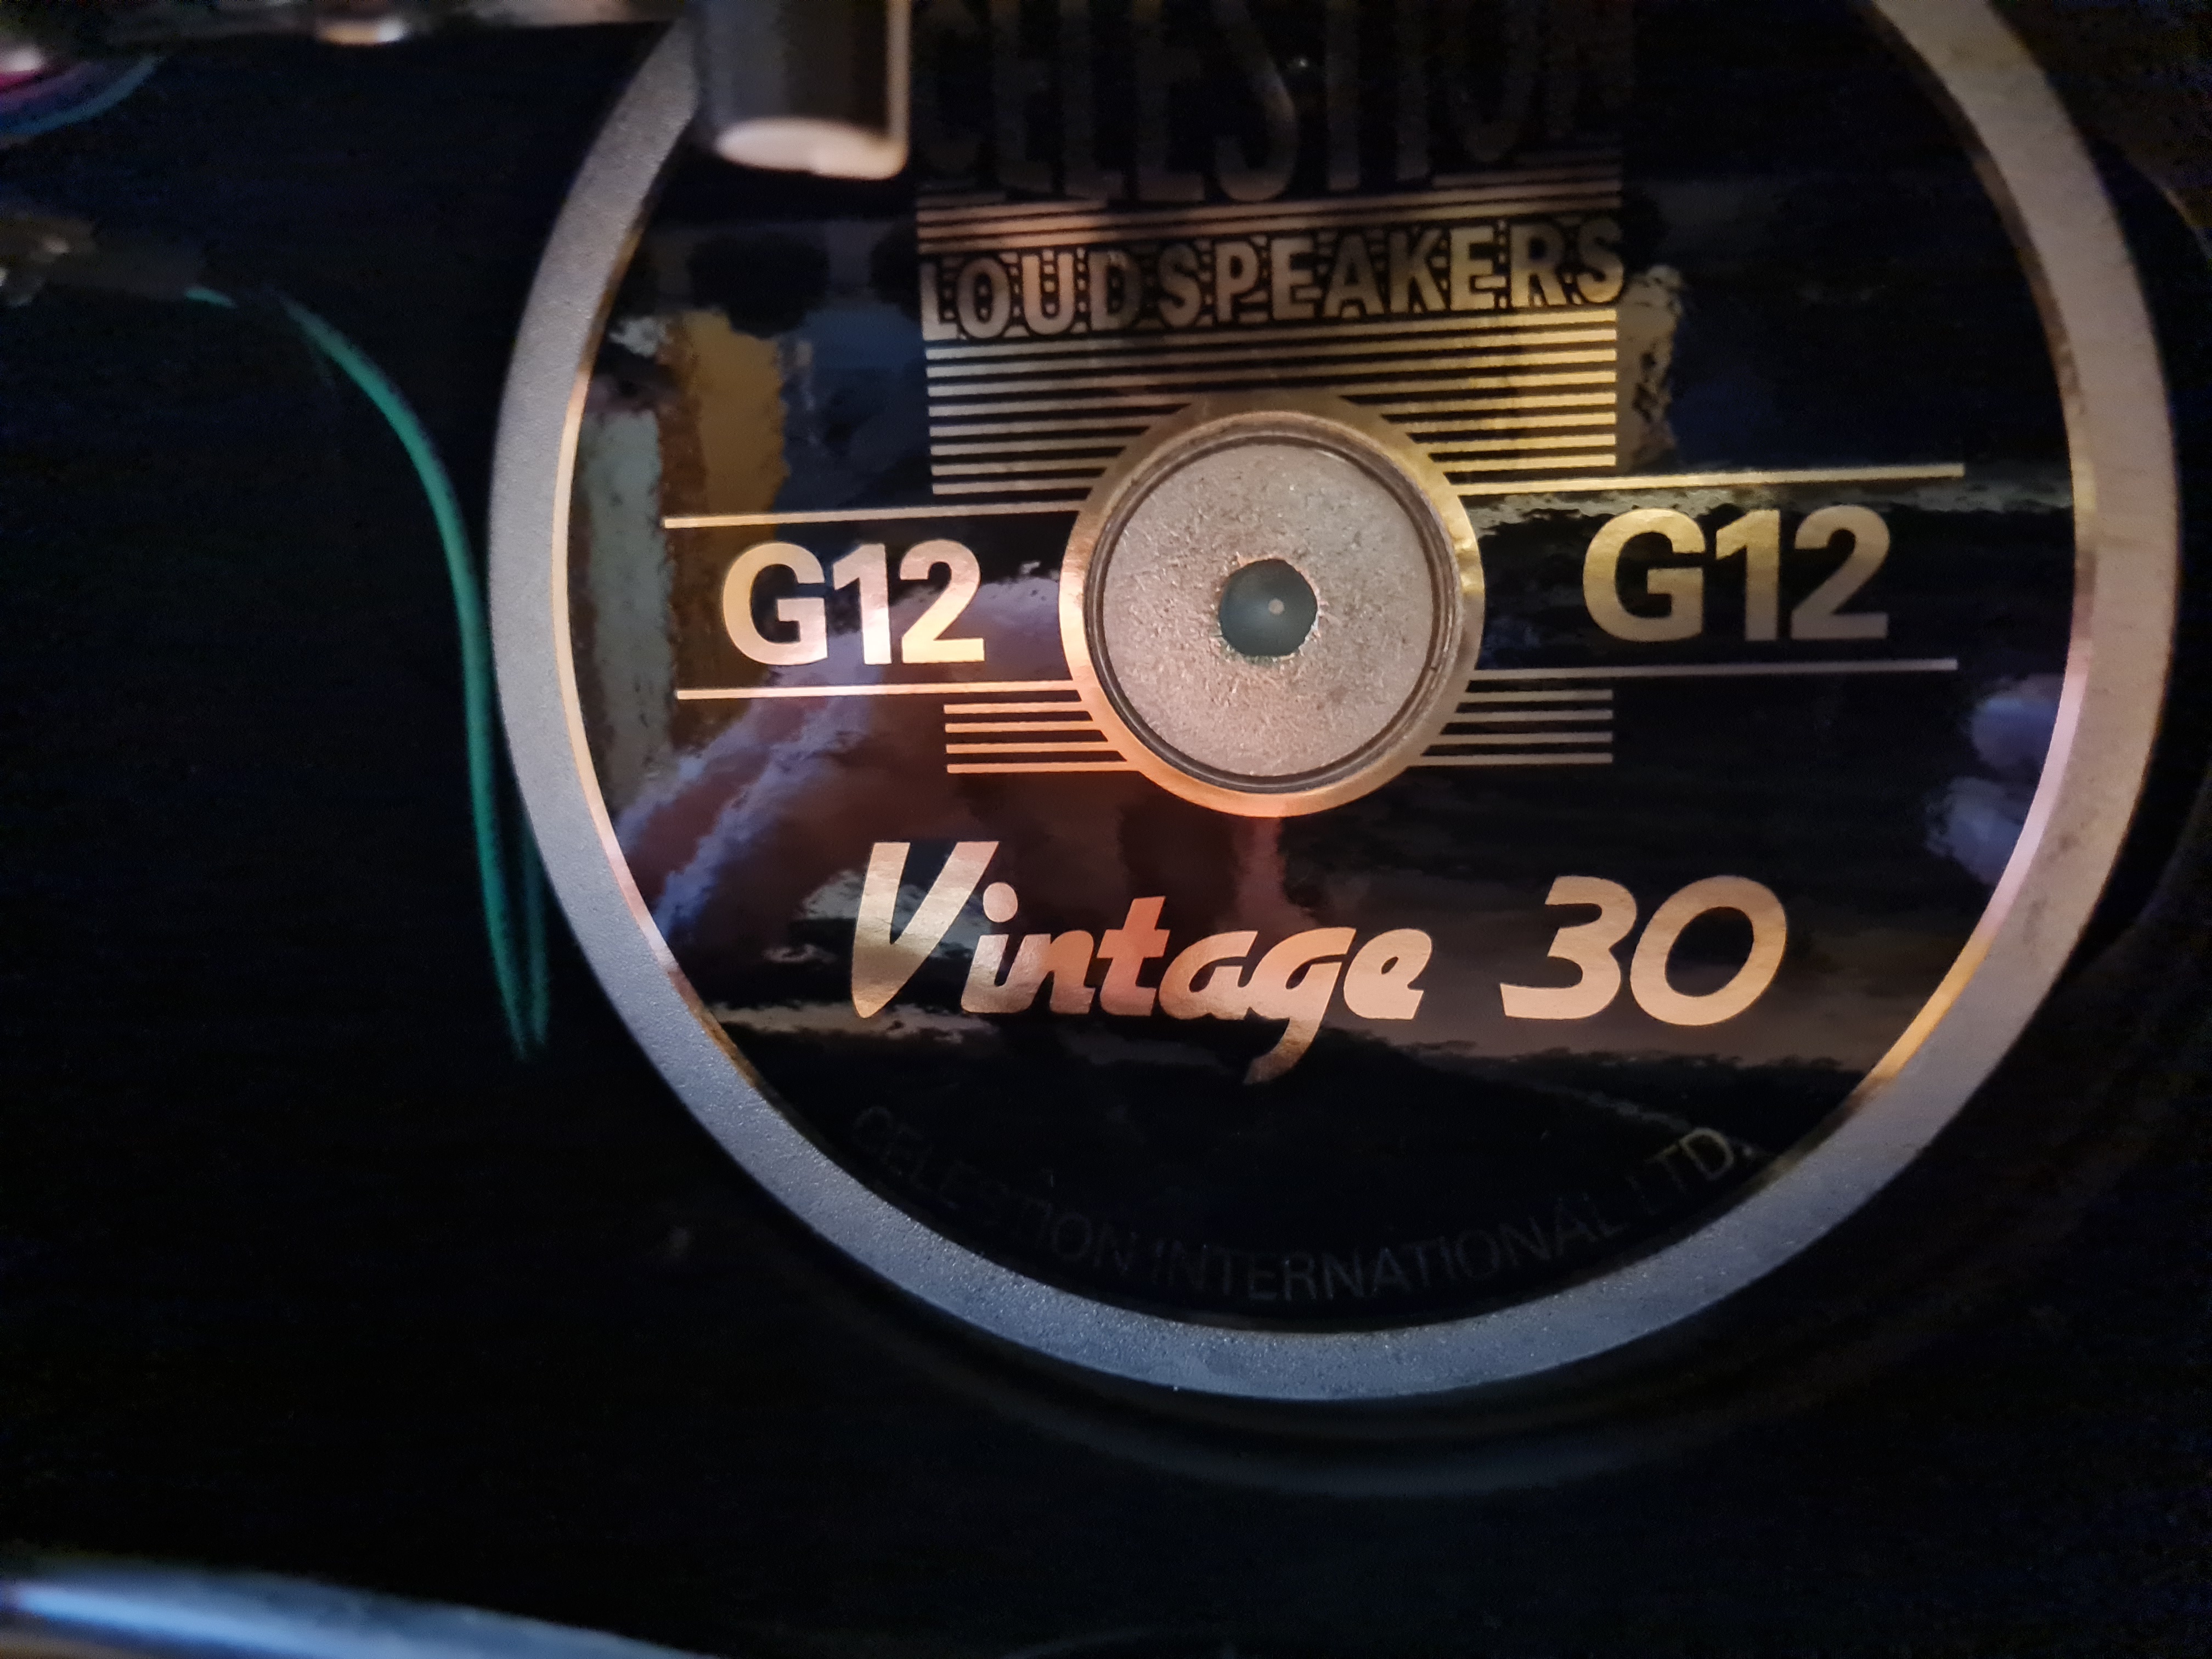 CELESTION
LOUDSPEAKERS
G12 G12
Vintage 30
CELESTION INTERNATIONAL LTD.